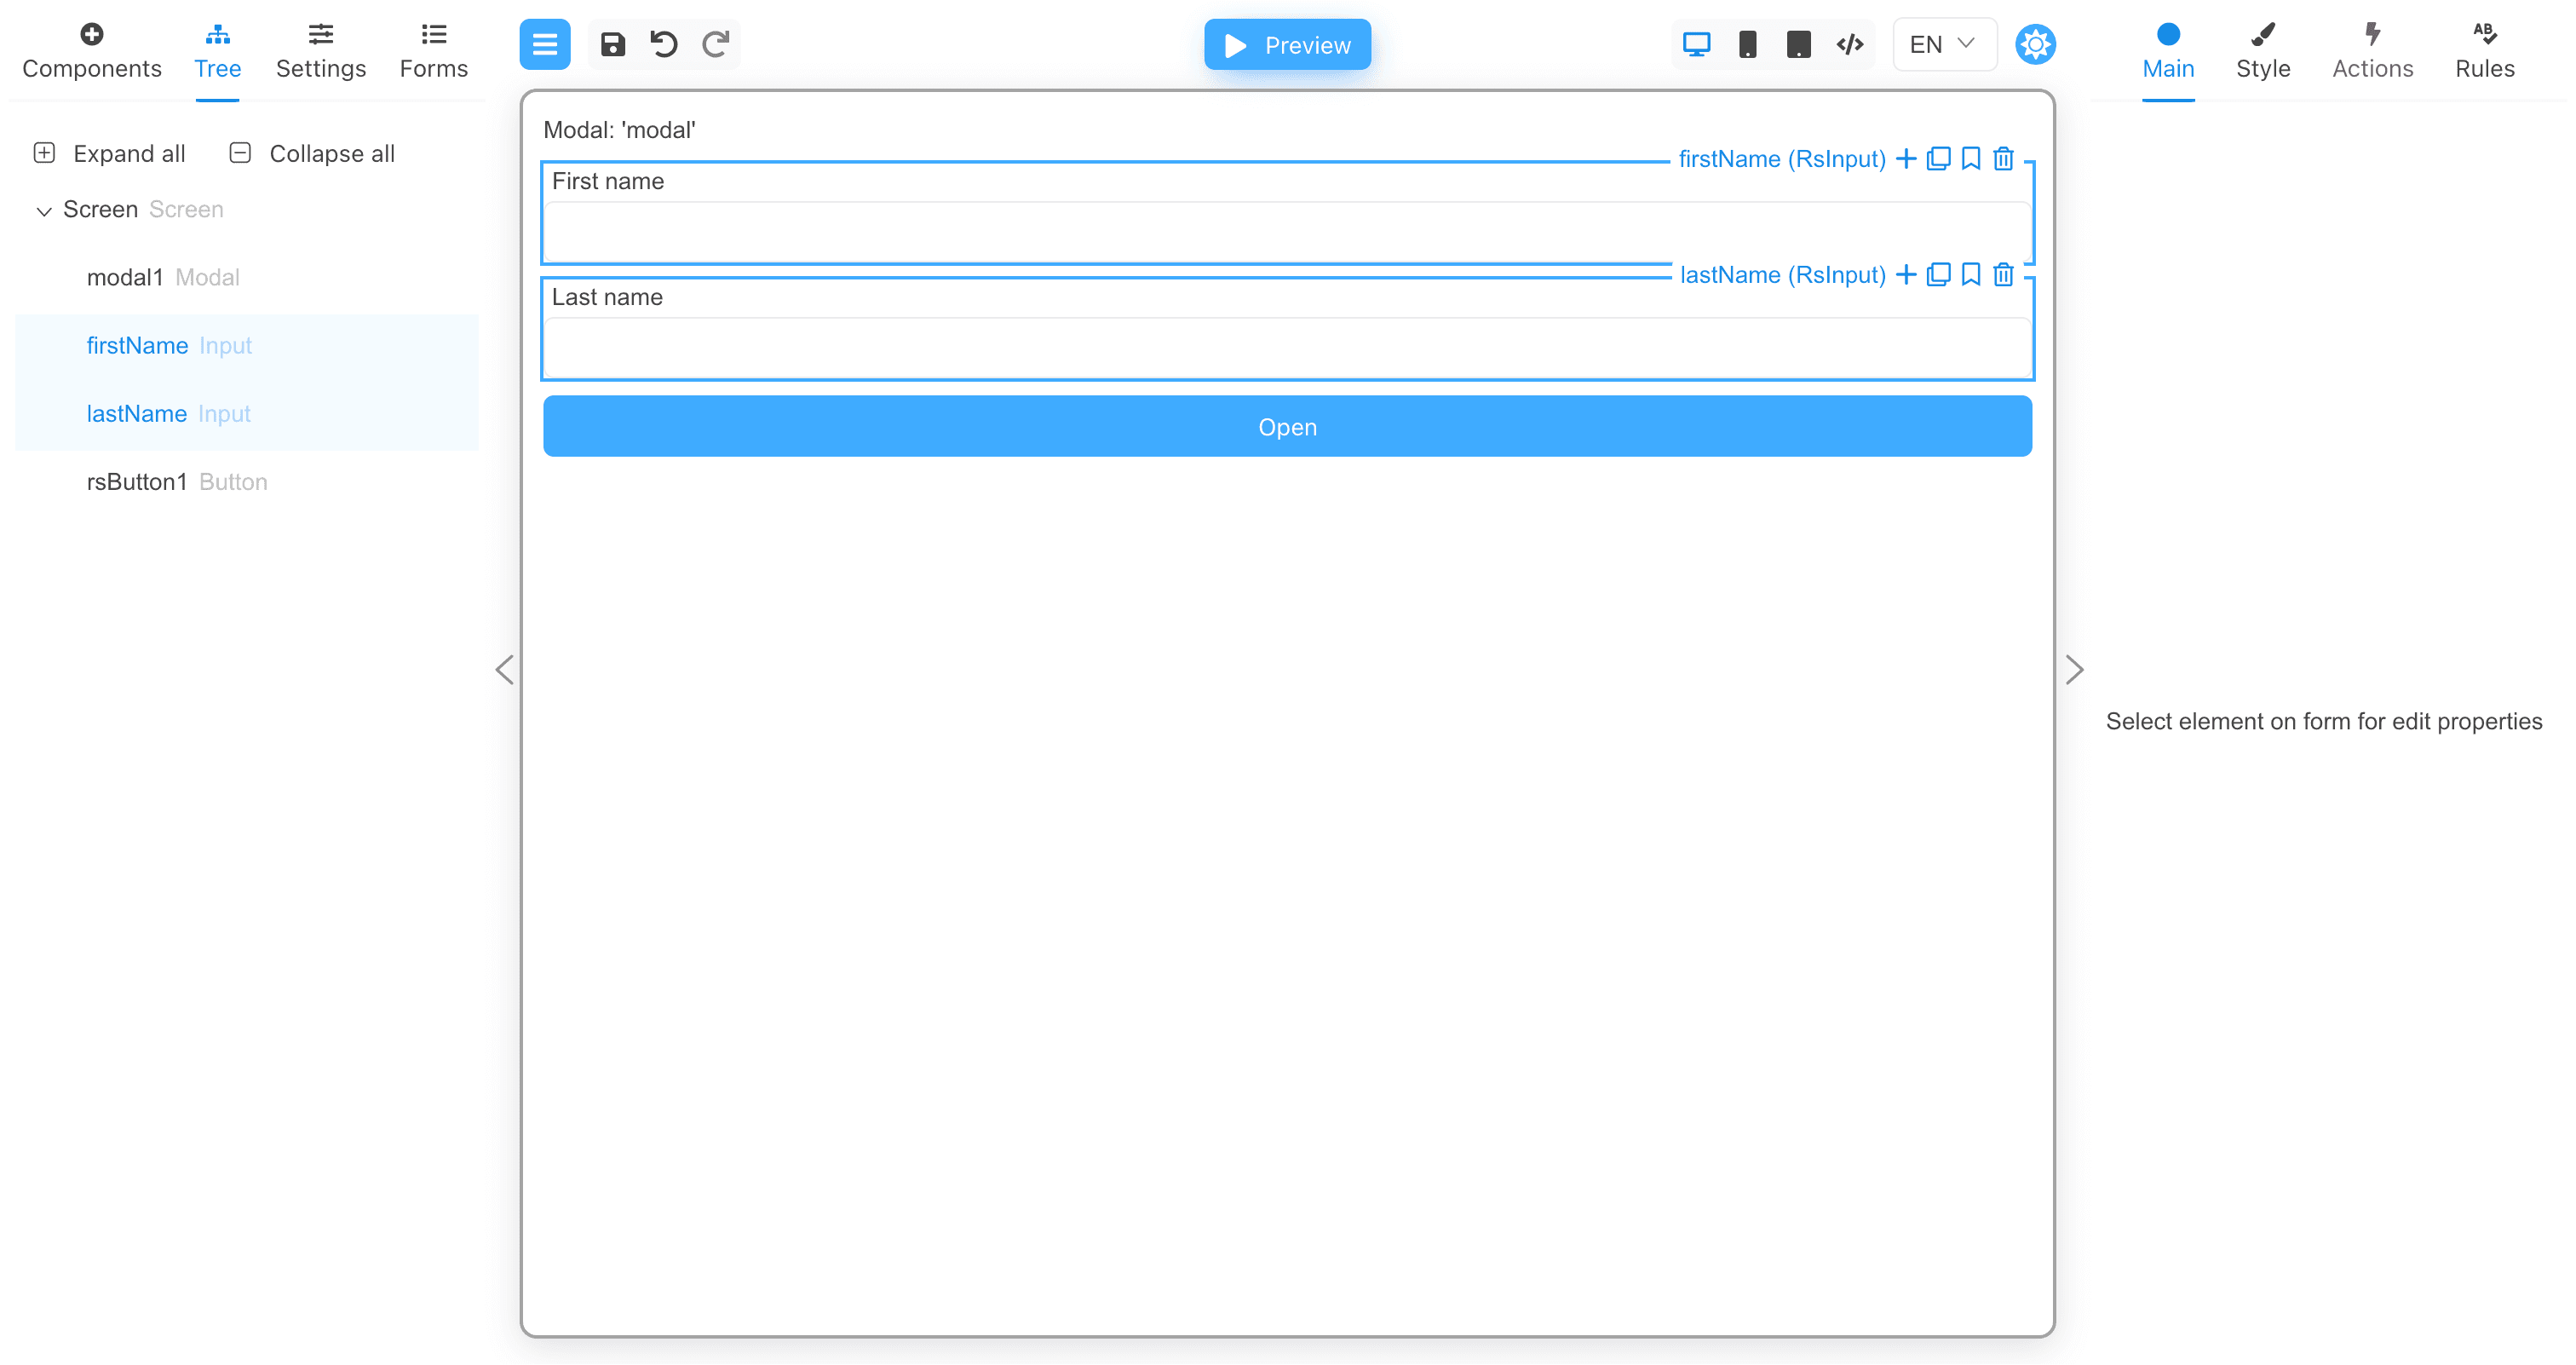 Components Tree Settings Forms
Preview
EN
Main Style Actions AB Rules
Expand all Collapse all
Screen Screen
modal1 Modal
firstName Input
lastName Input
rsButton1 Button
Modal: 'modal'
firstName (RsInput)
First name
lastName (RsInput)
Last name
Open
Select element on form for edit properties